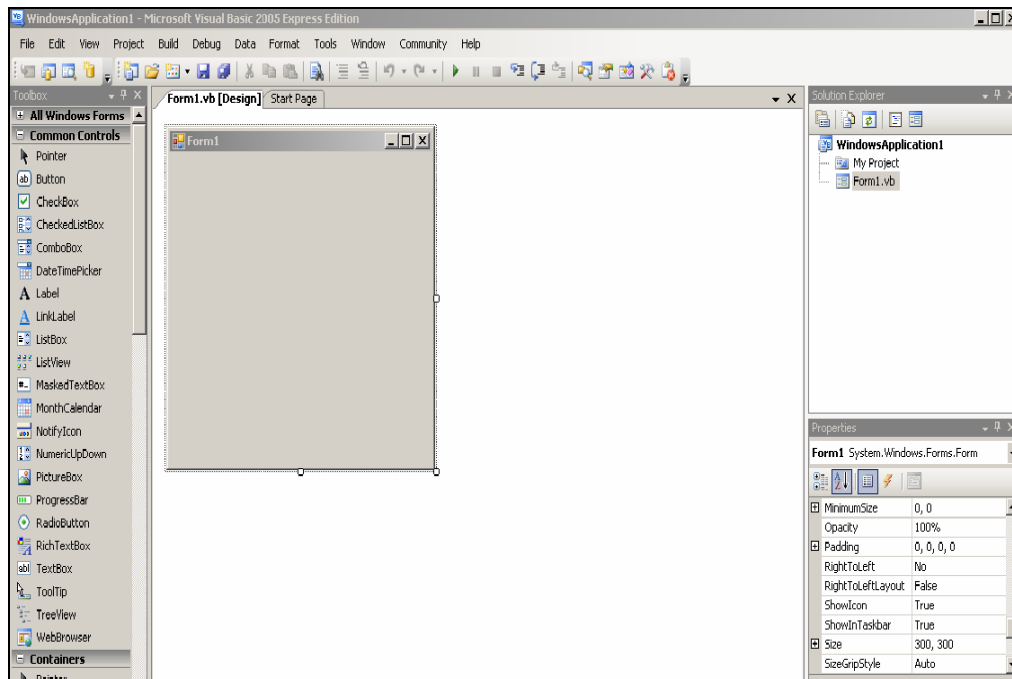 WindowsApplication1 - Microsoft Visual Basic 2005 Express Edition
File Edit View Project Build Debug Data Format Tools Window Community Help
Toolbox
All Windows Forms
Common Controls
Pointer
Button
CheckBox
CheckedListBox
ComboBox
DateTimePicker
Label
LinkLabel
ListBox
ListView
MaskedTextBox
MonthCalendar
NotifyIcon
NumericUpDown
PictureBox
ProgressBar
RadioButton
RichTextBox
TextBox
ToolTip
TreeView
WebBrowser
Containers
Pointer
Form1.vb [Design] Start Page
Form1
Solution Explorer
WindowsApplication1
My Project
Form1.vb
Properties
Form1 System.Windows.Forms.Form
MinimumSize 0, 0
Opacity 100%
Padding 0, 0, 0, 0
RightToLeft No
RightToLeftLayout False
ShowIcon True
ShowInTaskbar True
Size 300, 300
SizeGripStyle Auto